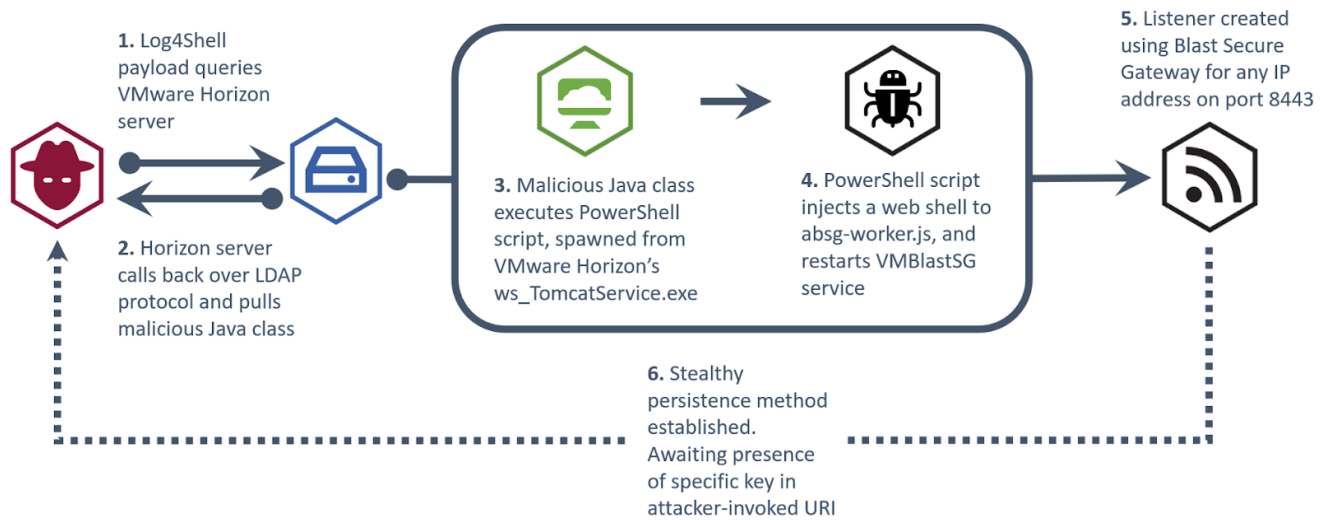 1. Log4Shell
payload queries
VMware Horizon
server
2. Horizon server
calls back over LDAP
protocol and pulls
malicious Java class
3. Malicious Java class
executes PowerShell
script, spawned from
VMware Horizon's
ws_TomcatService.exe
4. PowerShell script
injects a web shell to
absg-worker.js, and
restarts VMBlastSG
service
5. Listener created
using Blast Secure
Gateway for any IP
address on port 8443
6. Stealthy
persistence method
established.
Awaiting presence
of specific key in
attacker-invoked URI